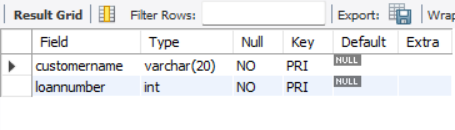 Result Grid Filter Rows: Export: Wrap
Field Type Null Key Default Extra
customername varchar(20) NO PRI NULL
loannumber int NO PRI NULL